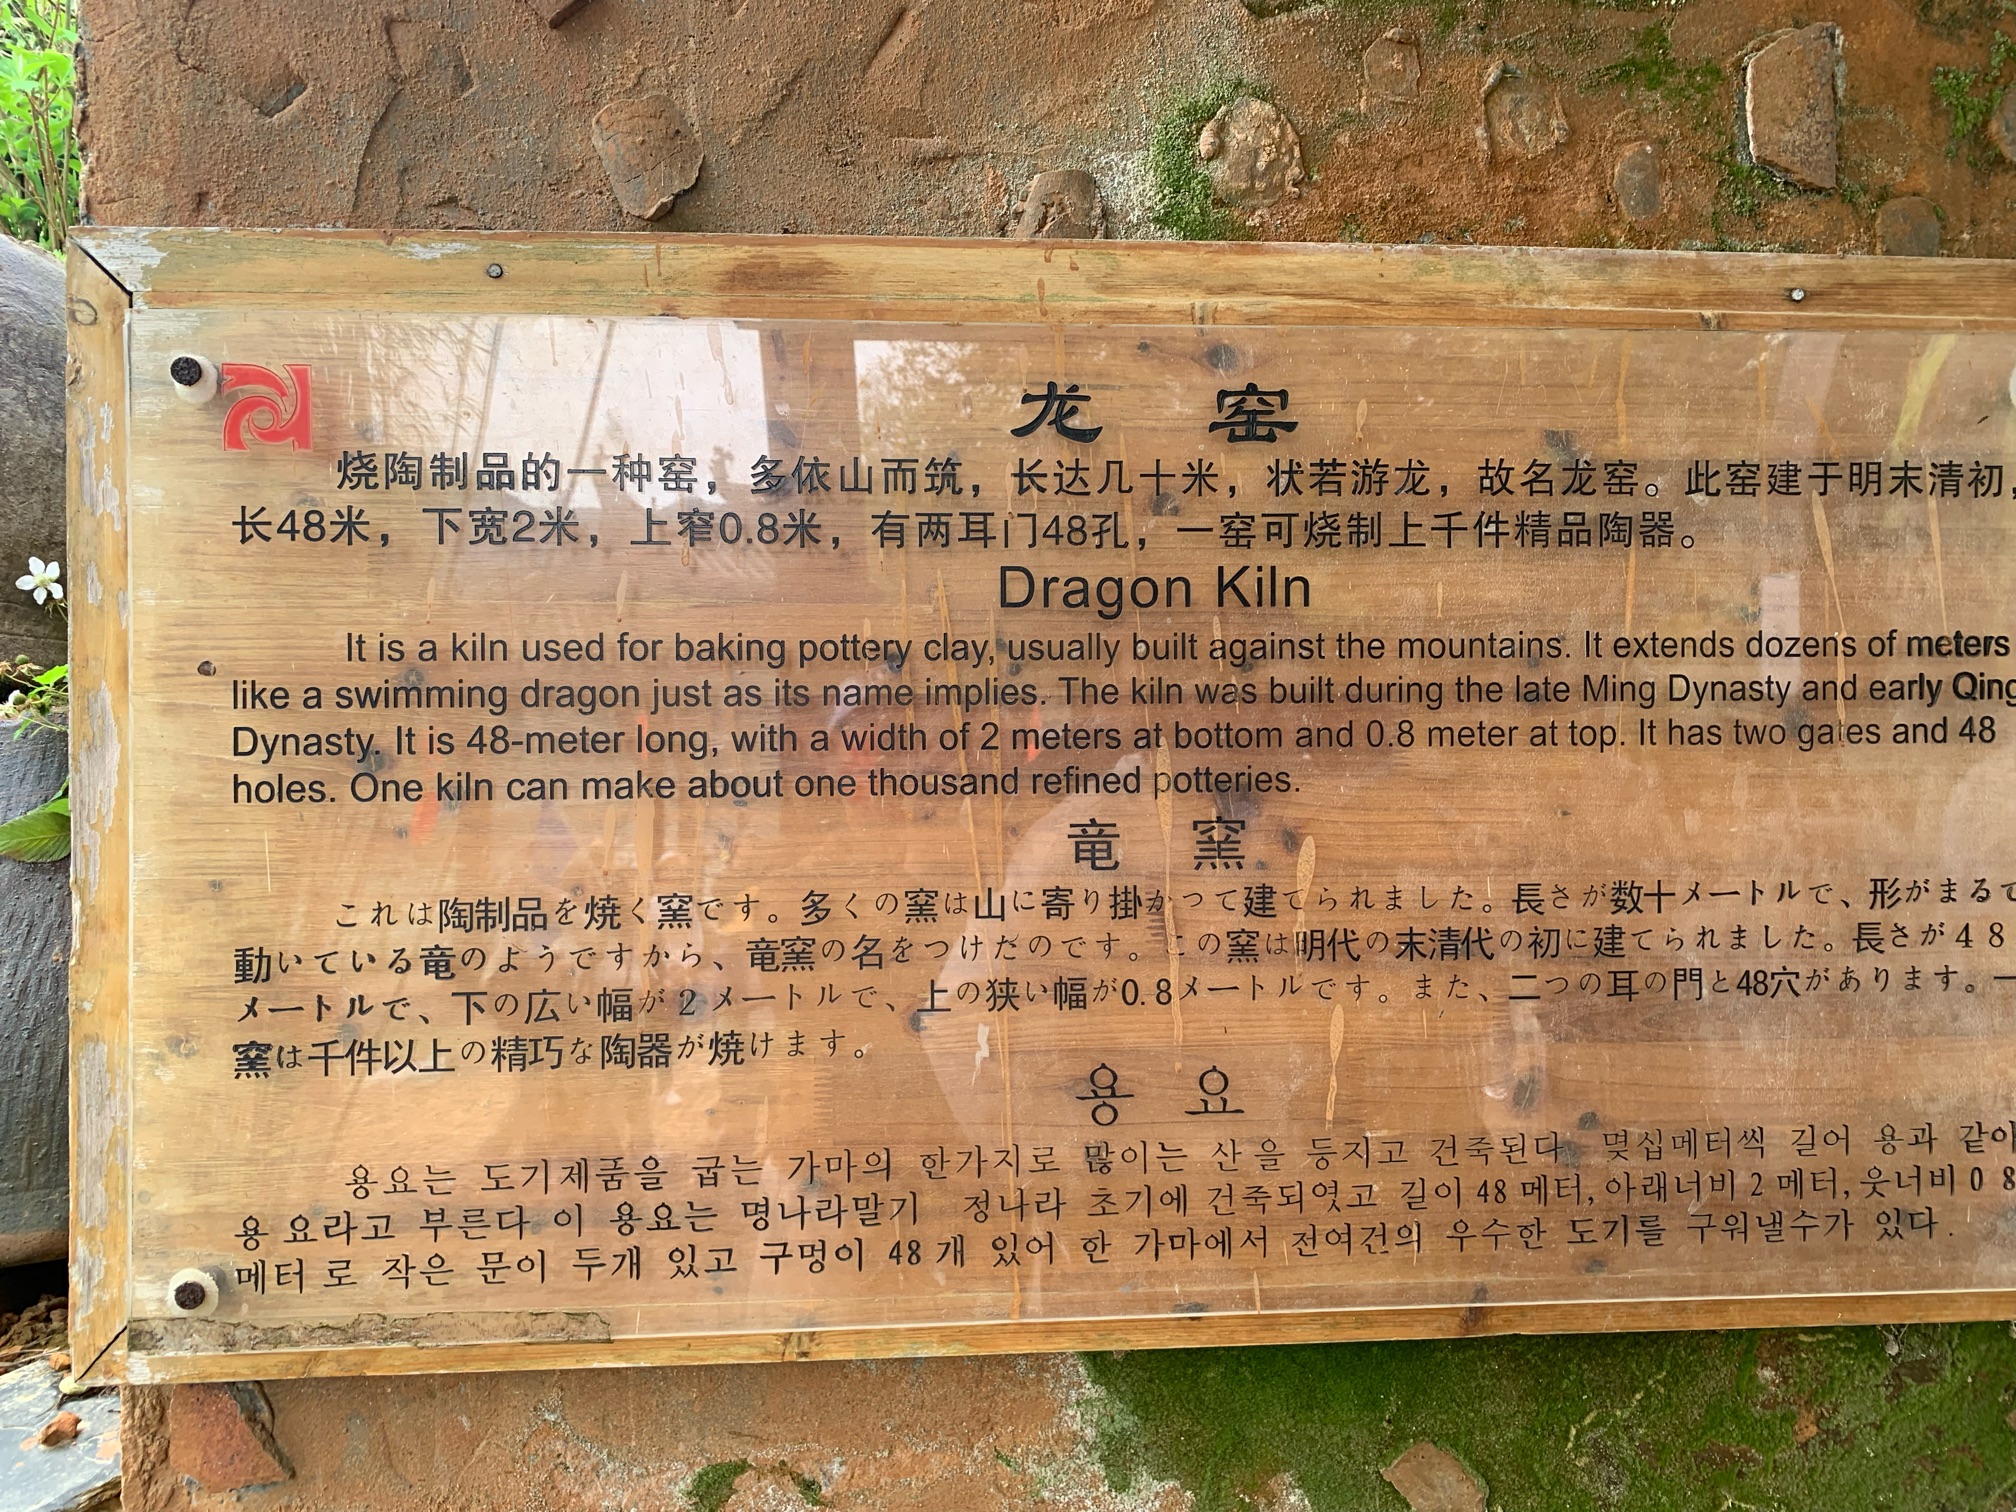 龙 窑
烧陶制品的一种窑，多依山而筑，长达几十米，状若游龙，故名龙窑。此窑建于明末清初，
长48米，下宽2米，上窄0.8米，有两耳门48孔，一窑可烧制上千件精品陶器。
Dragon Kiln
It is a kiln used for baking pottery clay, usually built against the mountains. It extends dozens of meters
like a swimming dragon just as its name implies. The kiln was built during the late Ming Dynasty and early Qing
Dynasty. It is 48-meter long, with a width of 2 meters at bottom and 0.8 meter at top. It has two gates and 48
holes. One kiln can make about one thousand refined potteries.
竜 窯
これは陶制品を焼く窯です。多くの窯は山に寄り掛かって建てられました。長さが数十メートルで、形がまるで
動いている竜のようですから、竜窯の名をつけたのです。この窯は明代の末清代の初に建てられました。長さが４８
メートルで、下の広い幅が２メートルで、上の狭い幅が0.8メートルです。また、二つの耳の門と48穴があります。一
窯は千件以上の精巧な陶器が焼けます。
용 요
용요는 도기제품을 굽는 가마의 한가지로 많이는 산을 등지고 건죽된다 몇십메터씩 길어 용과 같이
용 요라고 부른다 이 용요는 명나라말기 정나라 초기에 건죽되였고 길이 48 메터, 아래너비 2 메터, 웃너비 0 8
메터 로 작은 문이 두개 있고 구멍이 48 개 있어 한 가마에서 전여건의 우수한 도기를 구워낼수가 있다.